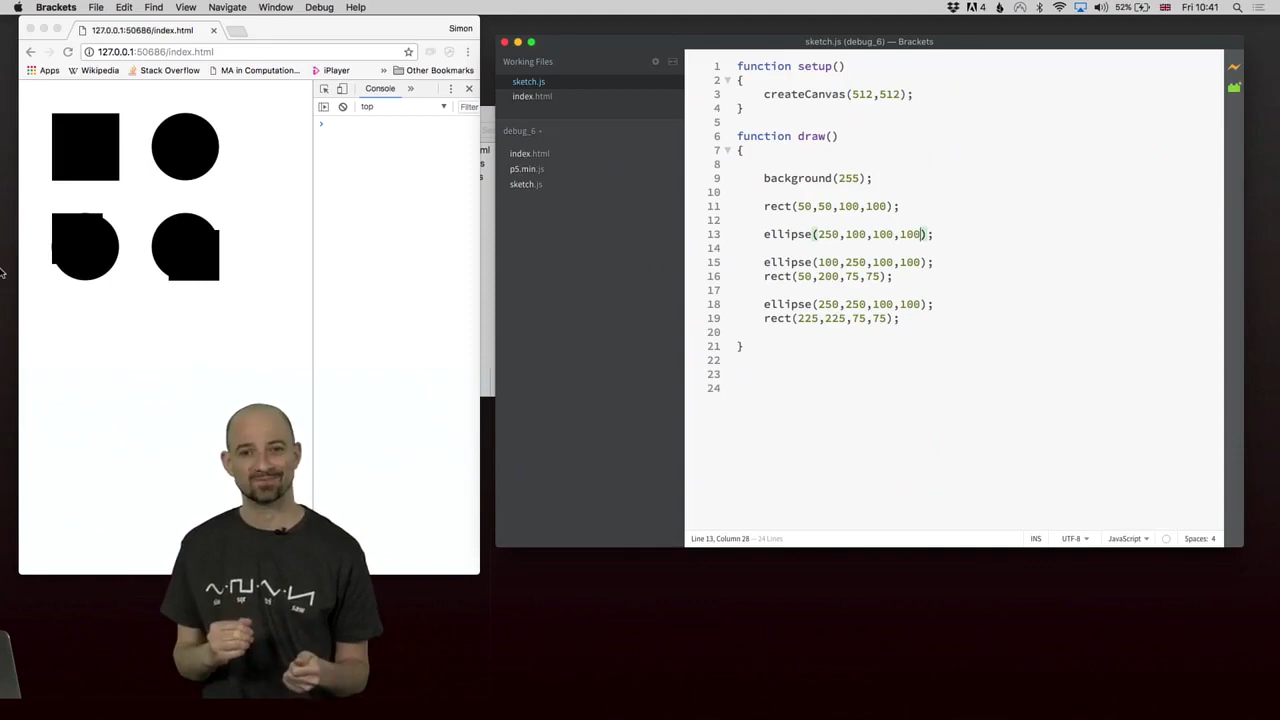 Brackets File Edit View Navigate Window Debug Help
4 52% Fri 10:41
127.0.0.1:50686/index.html
Simon
127.0.0.1:50686/index.html
Apps Wikipedia Stack Overflow MA in Computation… iPlayer » Other Bookmarks
Console »
top Filter
>
sin sqr tri saw
sketch.js (debug_6) — Brackets
Working Files
sketch.js
index.html
debug_6
index.html
p5.min.js
sketch.js
1 function setup()
2 {
3 createCanvas(512,512);
4 }
5
6 function draw()
7 {
8
9 background(255);
10
11 rect(50,50,100,100);
12
13 ellipse(250,100,100,100);
14
15 ellipse(100,250,100,100);
16 rect(50,200,75,75);
17
18 ellipse(250,250,100,100);
19 rect(225,225,75,75);
20
21 }
22
23
24
Line 13, Column 28 — 24 Lines
INS UTF-8 JavaScript Spaces: 4